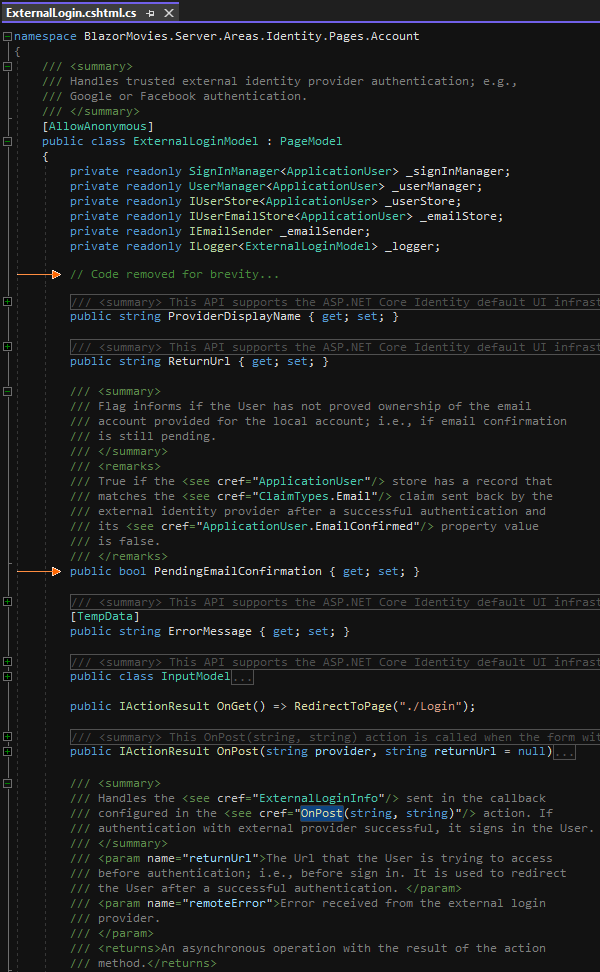 ExternalLogin.cshtml.cs
namespace BlazorMovies.Server.Areas.Identity.Pages.Account
{
/// <summary>
/// Handles trusted external identity provider authentication; e.g.,
/// Google or Facebook authentication.
/// </summary>
[AllowAnonymous]
public class ExternalLoginModel : PageModel
{
private readonly SignInManager<ApplicationUser> _signInManager;
private readonly UserManager<ApplicationUser> _userManager;
private readonly IUserStore<ApplicationUser> _userStore;
private readonly IUserEmailStore<ApplicationUser> _emailStore;
private readonly IEmailSender _emailSender;
private readonly ILogger<ExternalLoginModel> _logger;
// Code removed for brevity...
/// <summary> This API supports the ASP.NET Core Identity default UI infrast
public string ProviderDisplayName { get; set; }
/// <summary> This API supports the ASP.NET Core Identity default UI infrast
public string ReturnUrl { get; set; }
/// <summary>
/// Flag informs if the User has not proved ownership of the email
/// account provided for the local account; i.e., if email confirmation
/// is still pending.
/// </summary>
/// <remarks>
/// True if the <see cref="ApplicationUser"/> store has a record that
/// matches the <see cref="ClaimTypes.Email"/> claim sent back by the
/// external identity provider after a successful authentication and
/// its <see cref="ApplicationUser.EmailConfirmed"/> property value
/// is false.
/// </remarks>
public bool PendingEmailConfirmation { get; set; }
/// <summary> This API supports the ASP.NET Core Identity default UI infrast
[TempData]
public string ErrorMessage { get; set; }
/// <summary> This API supports the ASP.NET Core Identity default UI infrast
public class InputModel...
public IActionResult OnGet() => RedirectToPage("./Login");
/// <summary> This OnPost(string, string) action is called when the form wit
public IActionResult OnPost(string provider, string returnUrl = null)...
/// <summary>
/// Handles the <see cref="ExternalLoginInfo"/> sent in the callback
/// configured in the <see cref="OnPost(string, string)"/> action. If
/// authentication with external provider successful, it signs in the User.
/// </summary>
/// <param name="returnUrl">The Url that the User is trying to access
/// before authentication; i.e., before sign in. It is used to redirect
/// the User after a successful authentication. </param>
/// <param name="remoteError">Error received from the external login
/// provider.
/// </param>
/// <returns>An asynchronous operation with the result of the action
/// method.</returns>